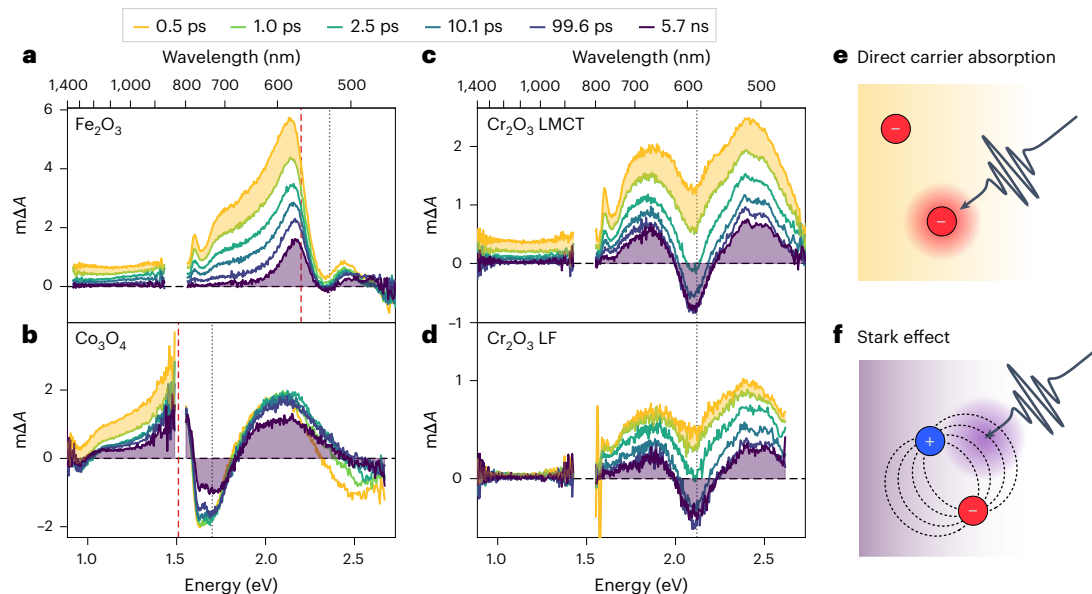 0.5 ps 1.0 ps 2.5 ps 10.1 ps 99.6 ps 5.7 ns
a Wavelength (nm)
1,400 1,000 800 700 600 500
Fe2O3
mΔA
6
4
2
0
b
Co3O4
mΔA
2
0
−2
1.0 1.5 2.0 2.5
Energy (eV)
c Wavelength (nm)
1,400 1,000 800 700 600 500
Cr2O3 LMCT
mΔA
2
1
0
−1
d
Cr2O3 LF
mΔA
1
0
1.0 1.5 2.0 2.5
Energy (eV)
e Direct carrier absorption
−
−
f Stark effect
+
−